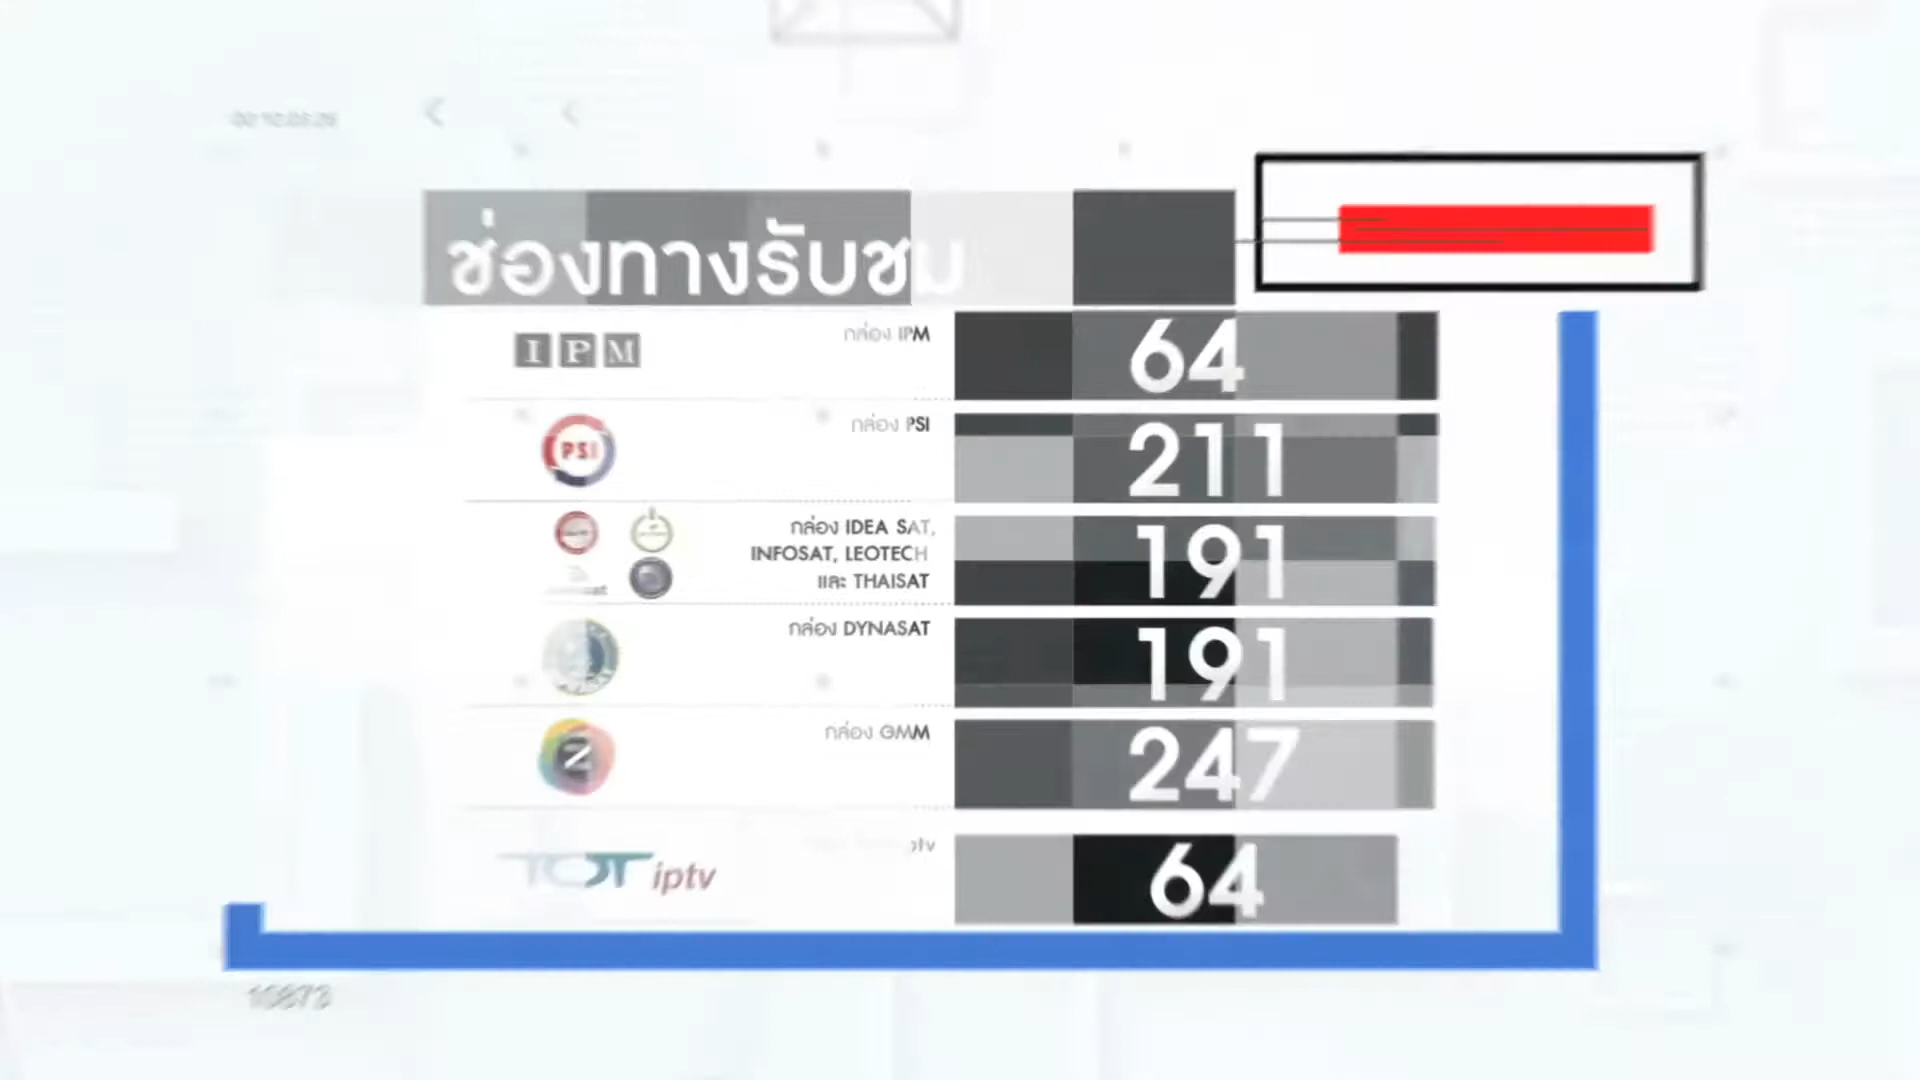 ช่องทางรับชม
IPM
กล่อง IPM
64
PSI
กล่อง PSI
211
กล่อง IDEA SAT,
INFOSAT, LEOTECH
และ THAISAT
191
กล่อง DYNASAT
191
Z
กล่อง GMM
247
TOT iptv
iptv
64
10873